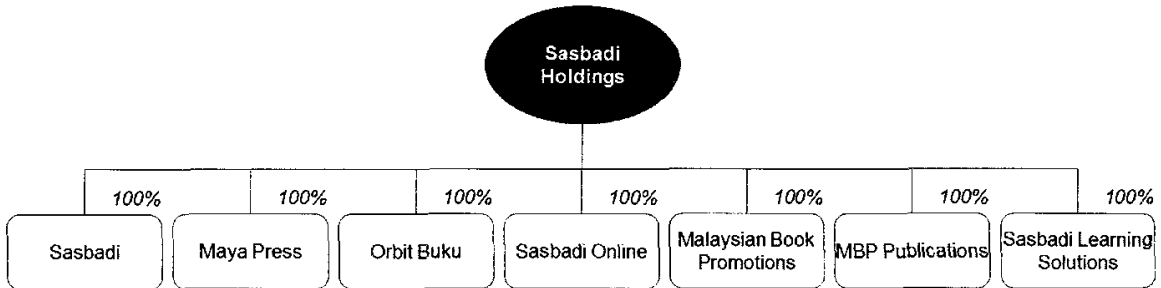 Sasbadi
Holdings
100%
100%
100%
100%
100%
100%
100%
Sasbadi
Maya Press
Orbit Buku
Sasbadi Online
Malaysian Book
Promotions
MBP Publications
Sasbadi Learning
Solutions